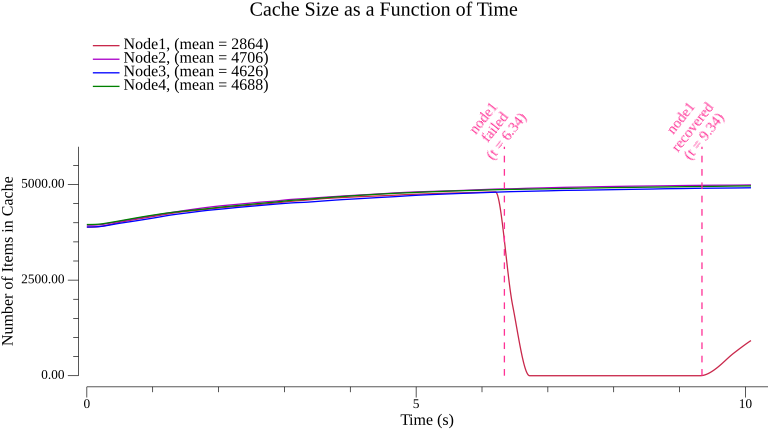 Cache Size as a Function of Time
Node1, (mean = 2864)
Node2, (mean = 4706)
Node3, (mean = 4626)
Node4, (mean = 4688)
node1
failed
(t = 6.34)
node1
recovered
(t = 9.34)
Number of Items in Cache
5000.00
2500.00
0.00
0
5
10
Time (s)